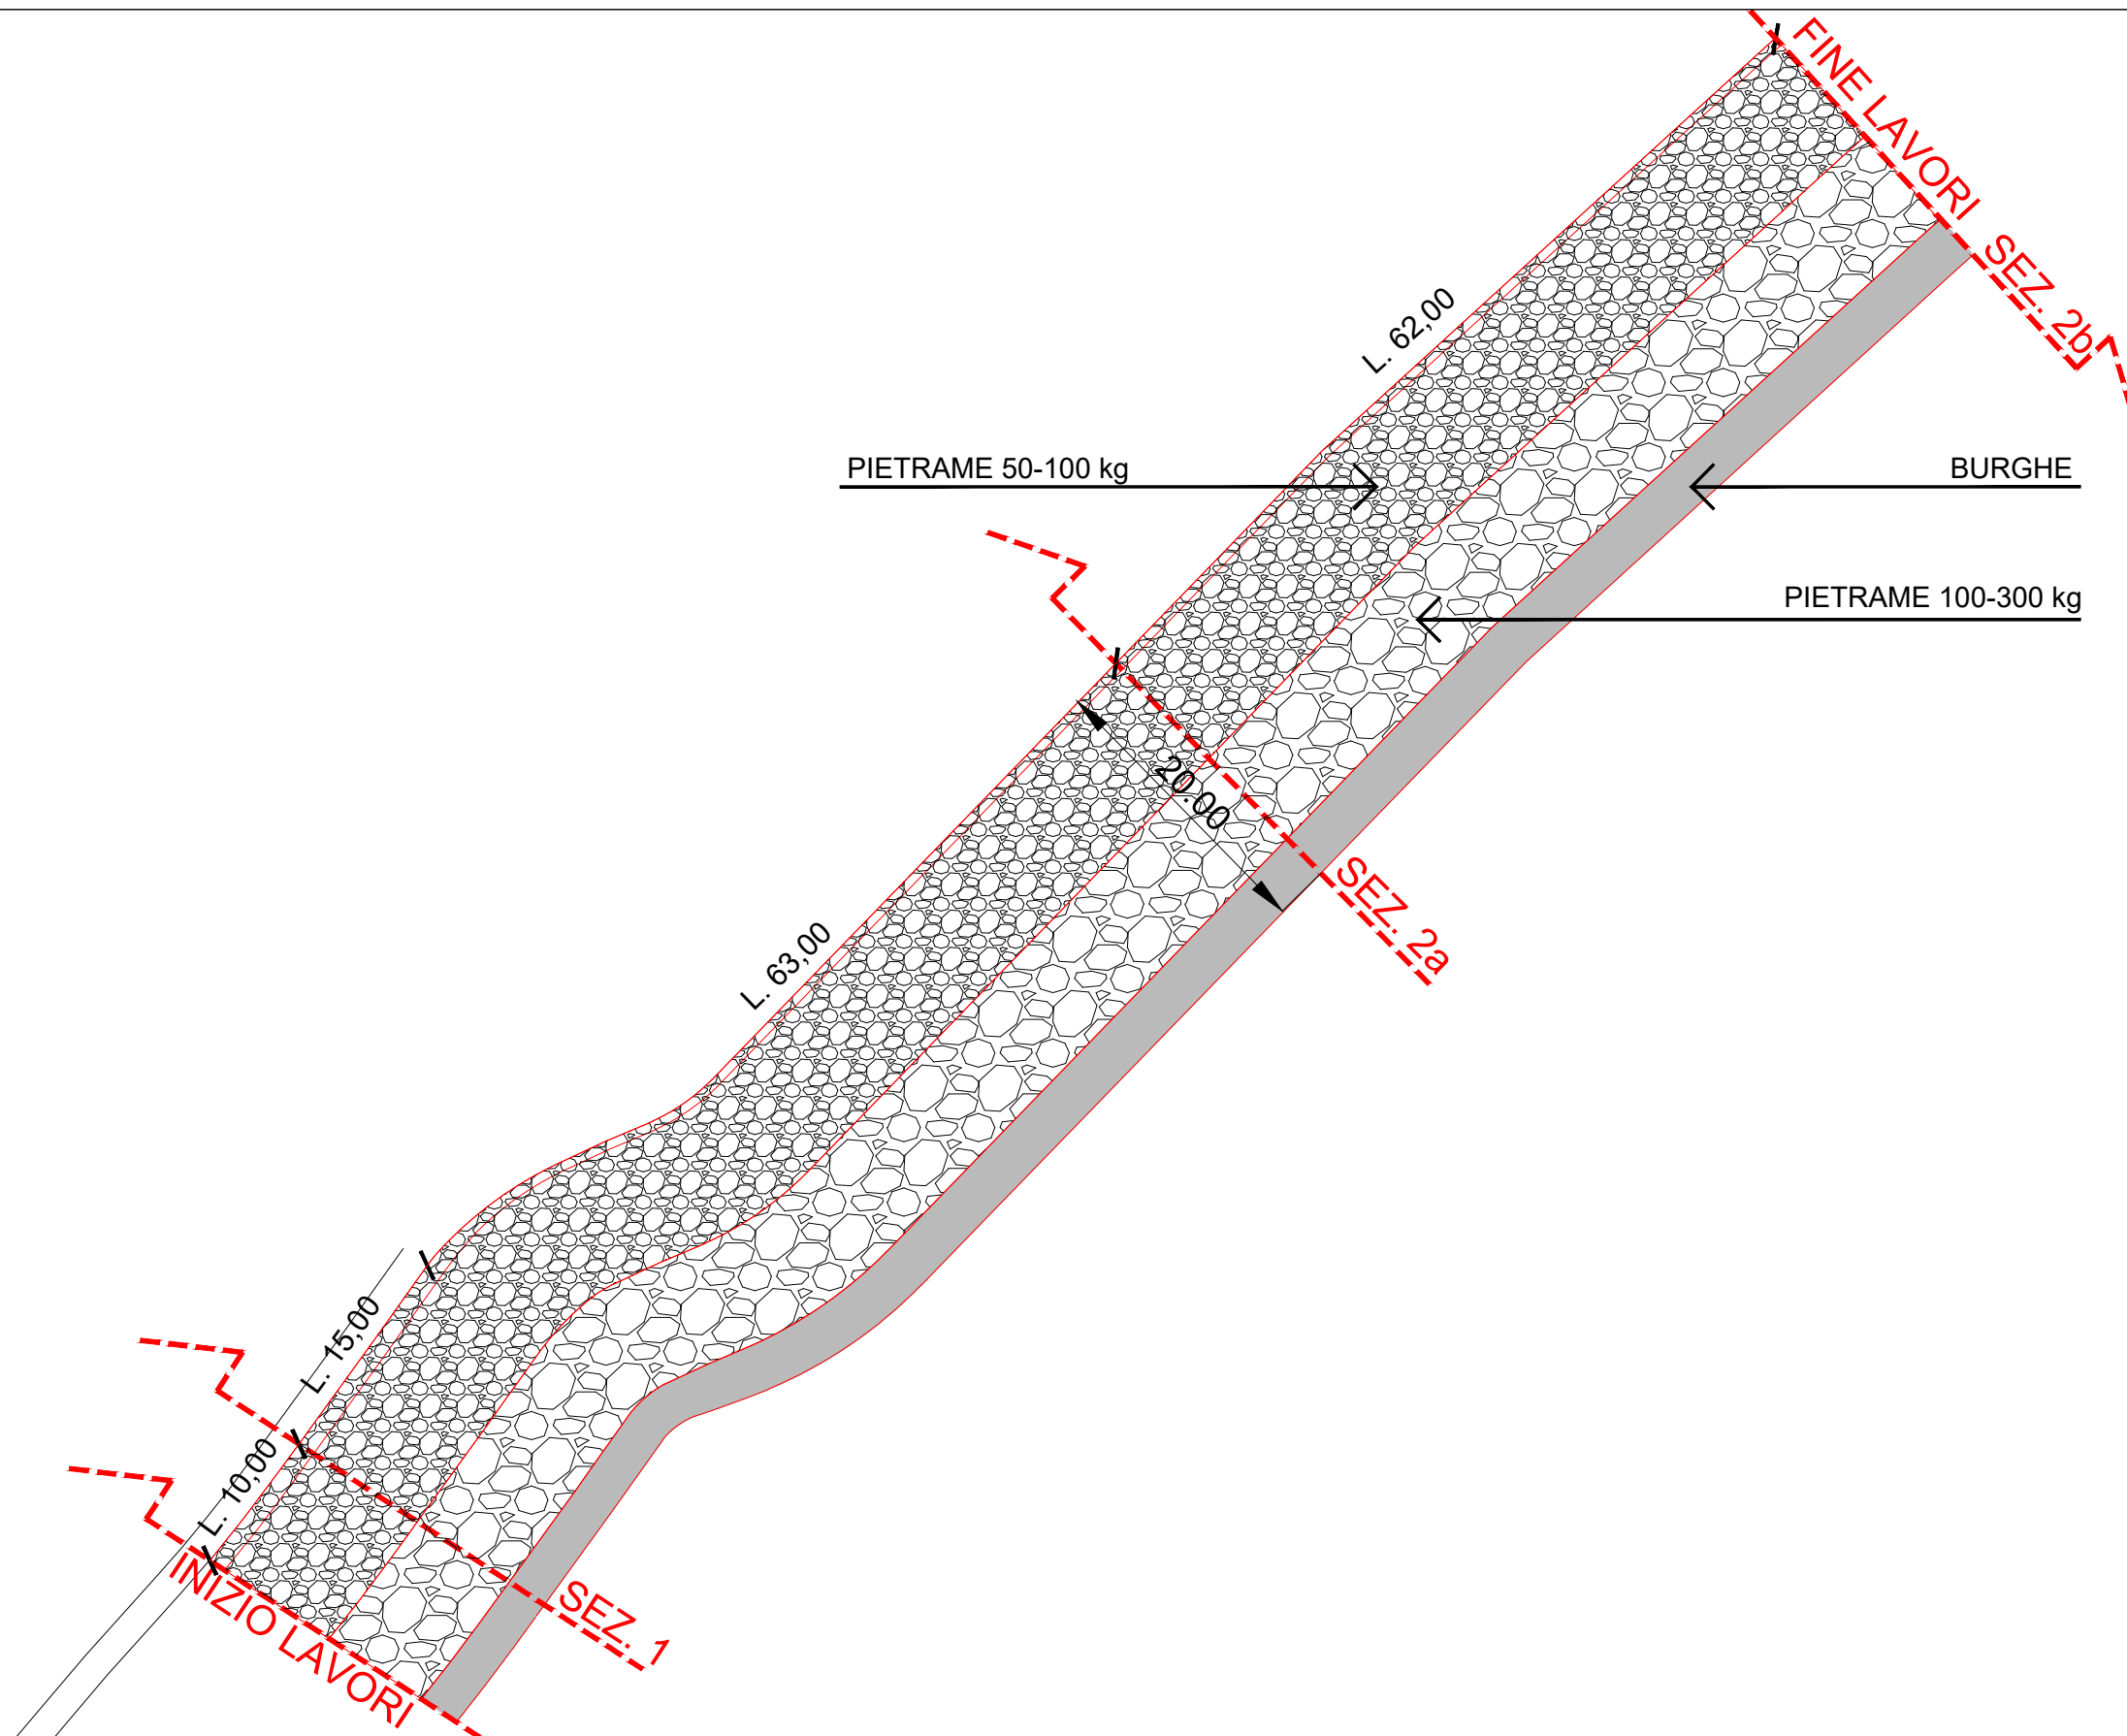 FINE LAVORI
SEZ. 2b
L. 62,00
PIETRAME 50-100 kg
BURGHE
PIETRAME 100-300 kg
20.00
SEZ. 2a
L. 63,00
L. 15,00
L. 10,00
INIZIO LAVORI
SEZ. 1